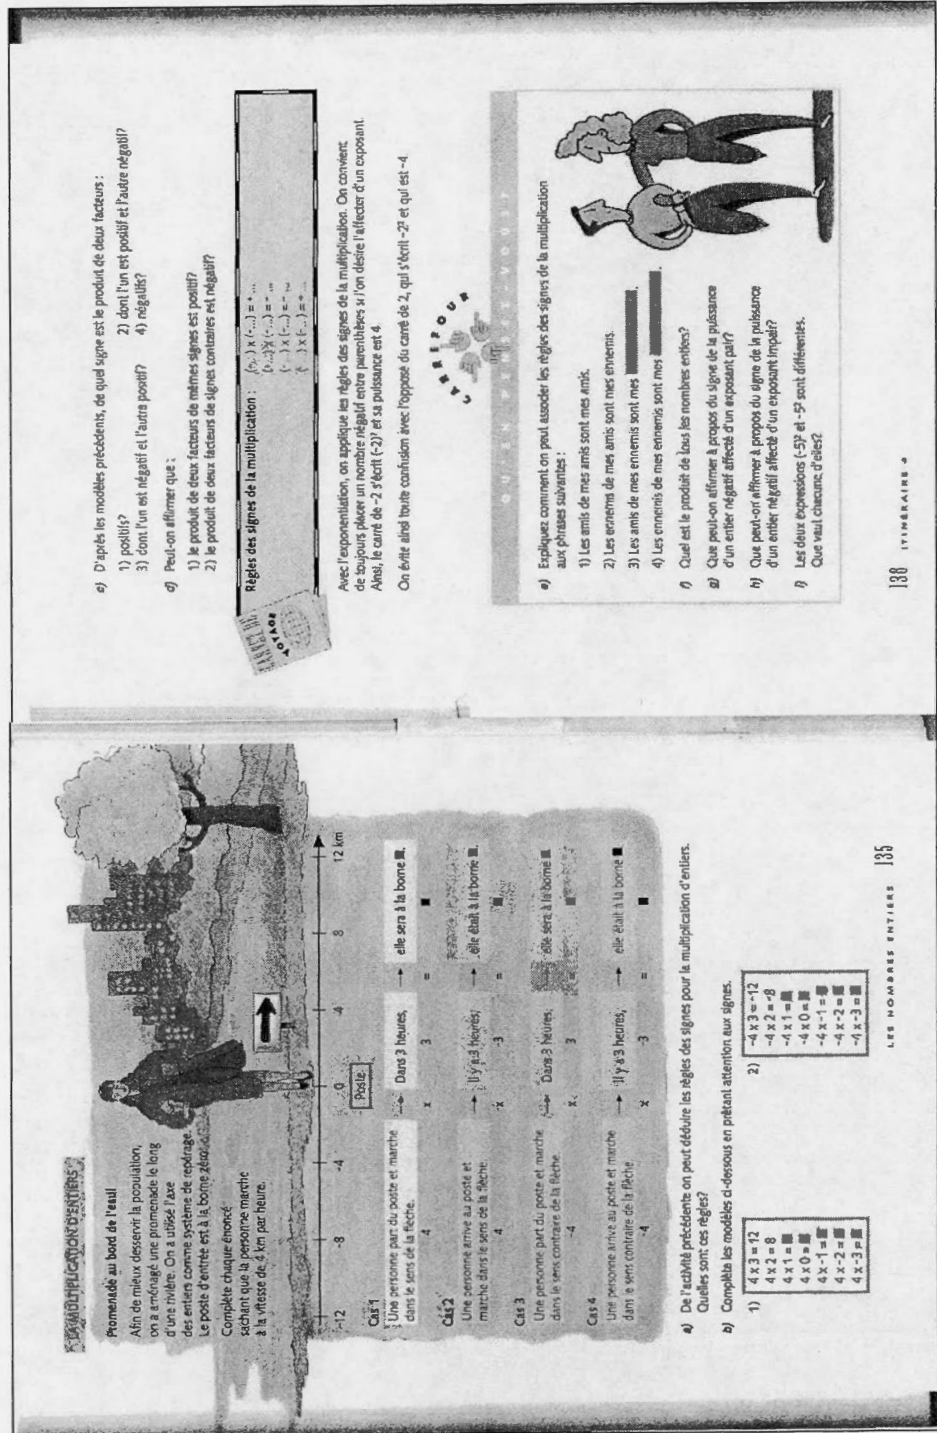 LA MULTIPLICATION D'ENTIERS
Promenade au bord de l'eau!
Afin de mieux desservir la population,
on a aménagé une promenade le long
d'une rivière. On a utilisé l'axe
des entiers comme système de repérage.
Le poste d'entrée est à la borne zéro.
Complète chaque énoncé
sachant que la personne marche
à la vitesse de 4 km par heure.
-12 -8 -4 0 4 8 12 km
Poste
Cas 1
Une personne part du poste et marche → Dans 3 heures, → elle sera à la borne ■.
dans le sens de la flèche.
4 x 3 = ■
Cas 2
Une personne arrive au poste et → Il y a 3 heures, → elle était à la borne ■.
marche dans le sens de la flèche.
4 x -3 = ■
Cas 3
Une personne part du poste et marche → Dans 3 heures, → elle sera à la borne ■
dans le sens contraire de la flèche.
-4 x 3 = ■
Cas 4
Une personne arrive au poste et marche → Il y a 3 heures, → elle était à la borne ■
dans le sens contraire de la flèche.
-4 x -3 = ■
a) De l'activité précédente on peut déduire les règles des signes pour la multiplication d'entiers.
Quelles sont ces règles?
b) Complète les modèles ci-dessous en prêtant attention aux signes.
1)
4 x 3 = 12
4 x 2 = 8
4 x 1 = ■
4 x 0 = ■
4 x -1 = ■
4 x -2 = ■
4 x -3 = ■
2)
-4 x 3 = -12
-4 x 2 = -8
-4 x 1 = ■
-4 x 0 = ■
-4 x -1 = ■
-4 x -2 = ■
-4 x -3 = ■
LES NOMBRES ENTIERS 135
c) D'après les modèles précédents, de quel signe est le produit de deux facteurs :
1) positifs? 2) dont l'un est positif et l'autre négatif?
3) dont l'un est négatif et l'autre positif? 4) négatifs?
d) Peut-on affirmer que :
1) le produit de deux facteurs de mêmes signes est positif?
2) le produit de deux facteurs de signes contraires est négatif?
VOYAGE
Règles des signes de la multiplication :
(+...) x (+...) = + ...
(+...) x (-...) = - ...
(-...) x (+...) = - ...
(-...) x (-...) = + ...
Avec l'exponentiation, on applique les règles des signes de la multiplication. On convient
de toujours placer un nombre négatif entre parenthèses si l'on désire l'affecter d'un exposant.
Ainsi, le carré de -2 s'écrit (-2)² et sa puissance est 4.
On évite ainsi toute confusion avec l'opposé du carré de 2, qui s'écrit -2² et qui est -4.
CARREFOUR
QU'EN PENSEZ-VOUS?
e) Expliquez comment on peut associer les règles des signes de la multiplication
aux phrases suivantes :
1) Les amis de mes amis sont mes amis.
2) Les ennemis de mes amis sont mes ennemis.
3) Les amis de mes ennemis sont mes ■.
4) Les ennemis de mes ennemis sont mes ■.
f) Quel est le produit de tous les nombres entiers?
g) Que peut-on affirmer à propos du signe de la puissance
d'un entier négatif affecté d'un exposant pair?
h) Que peut-on affirmer à propos du signe de la puissance
d'un entier négatif affecté d'un exposant impair?
i) Les deux expressions (-5)² et -5² sont différentes.
Que vaut chacune d'elles?
138 ITINÉRAIRE